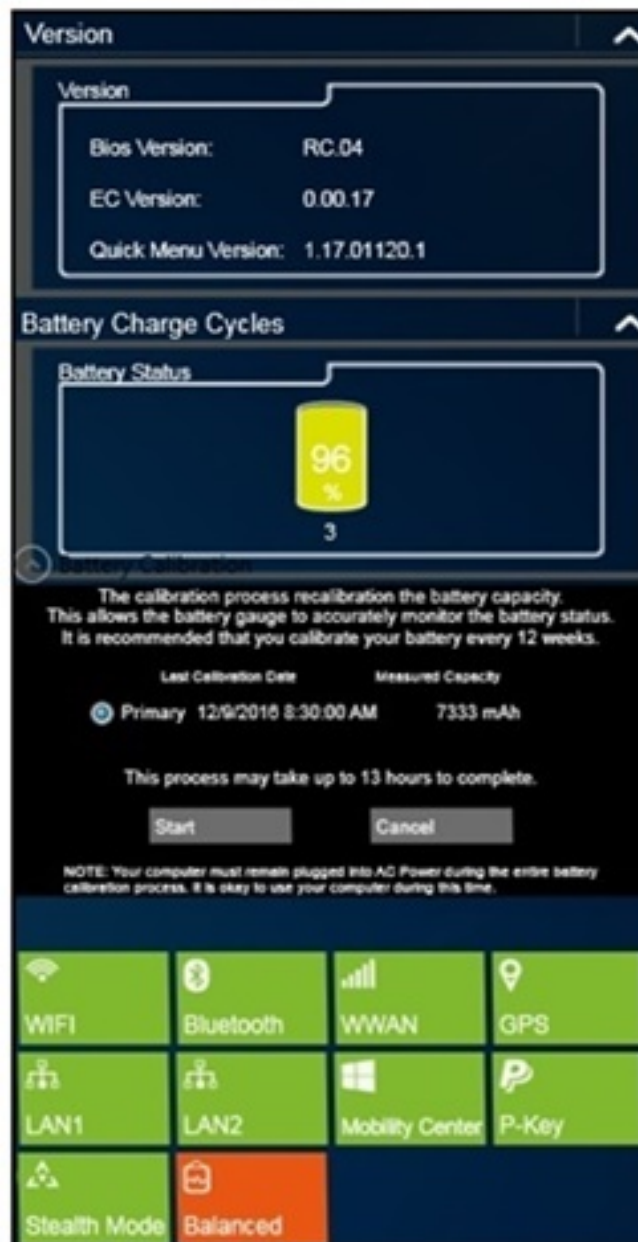 Version
Version
Bios Version: RC.04
EC Version: 0.00.17
Quick Menu Version: 1.17.01120.1
Battery Charge Cycles
Battery Status
96
%
3
Battery Calibration
The calibration process recalibration the battery capacity.
This allows the battery gauge to accurately monitor the battery status.
It is recommended that you calibrate your battery every 12 weeks.
Last Calibration Date Measured Capacity
Primary 12/9/2016 8:30:00 AM 7333 mAh
This process may take up to 13 hours to complete.
Start Cancel
NOTE: Your computer must remain plugged into AC Power during the entire battery
calibration process. It is okay to use your computer during this time.
WIFI Bluetooth WWAN GPS
LAN1 LAN2 Mobility Center P-Key
Stealth Mode Balanced